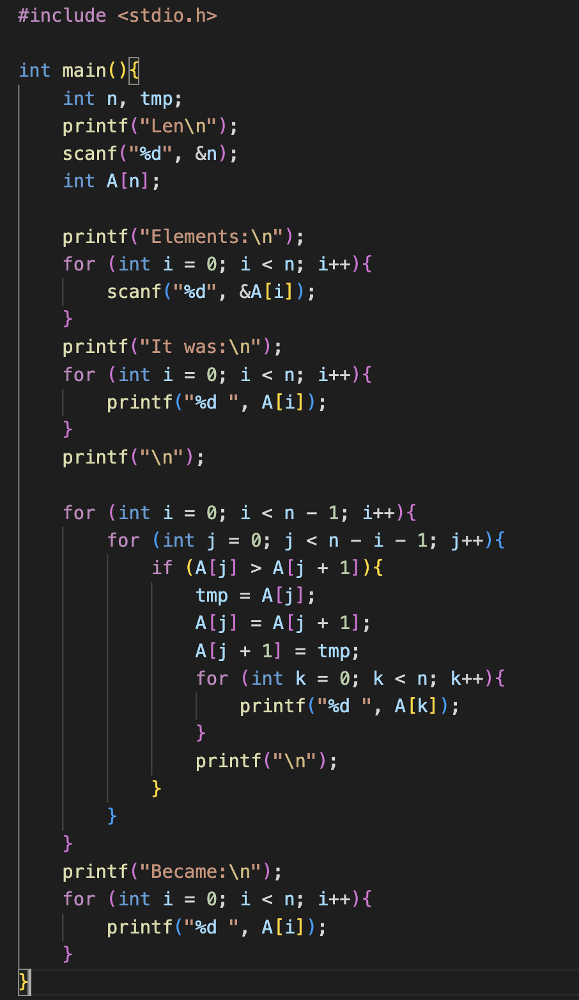 #include <stdio.h>
int main(){
    int n, tmp;
    printf("Len\n");
    scanf("%d", &n);
    int A[n];
    printf("Elements:\n");
    for (int i = 0; i < n; i++){
        scanf("%d", &A[i]);
    }
    printf("It was:\n");
    for (int i = 0; i < n; i++){
        printf("%d ", A[i]);
    }
    printf("\n");
    for (int i = 0; i < n - 1; i++){
        for (int j = 0; j < n - i - 1; j++){
            if (A[j] > A[j + 1]){
                tmp = A[j];
                A[j] = A[j + 1];
                A[j + 1] = tmp;
                for (int k = 0; k < n; k++){
                    printf("%d ", A[k]);
                }
                printf("\n");
            }
        }
    }
    printf("Became:\n");
    for (int i = 0; i < n; i++){
        printf("%d ", A[i]);
    }
}